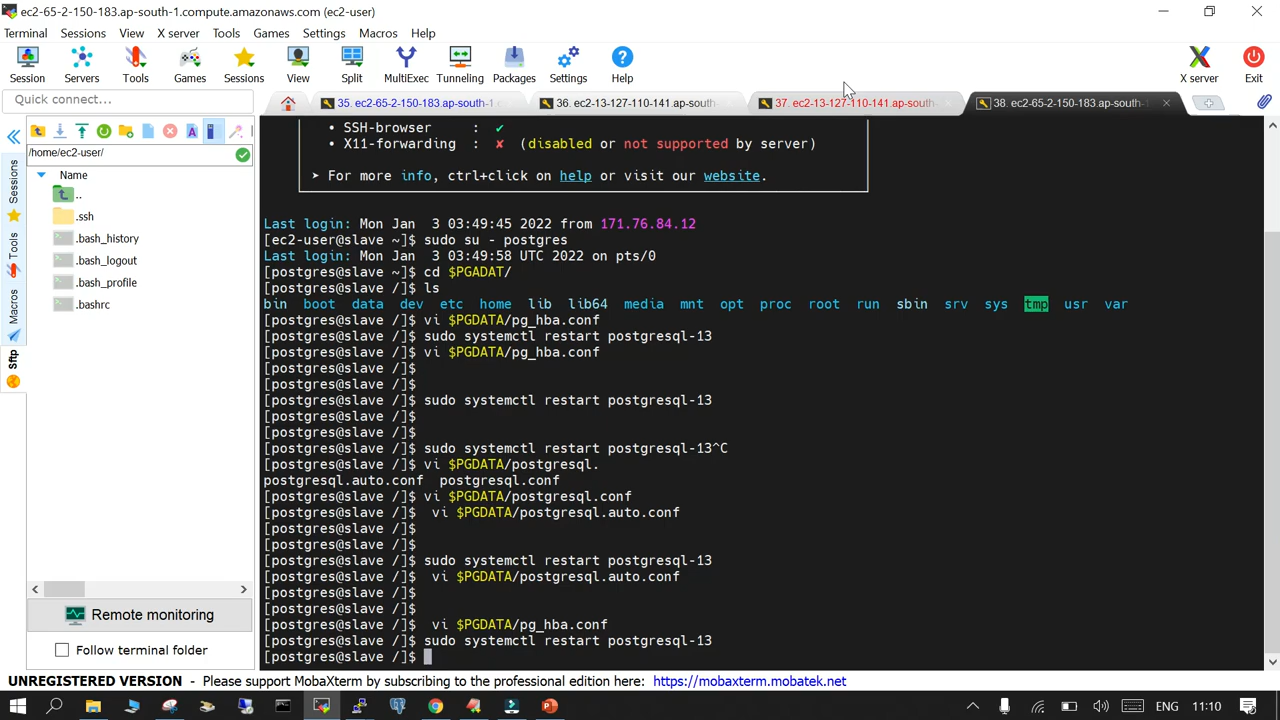 ec2-65-2-150-183.ap-south-1.compute.amazonaws.com (ec2-user)
Terminal Sessions View X server Tools Games Settings Macros Help
Session Servers Tools Games Sessions View Split MultiExec Tunneling Packages Settings Help X server Exit
Quick connect...
35. ec2-65-2-150-183.ap-south-1.c
36. ec2-13-127-110-141.ap-south
37. ec2-13-127-110-141.ap-south-
38. ec2-65-2-150-183.ap-south-1
Sessions
Tools
Macros
Sftp
/home/ec2-user/
Name
..
.ssh
.bash_history
.bash_logout
.bash_profile
.bashrc
Remote monitoring
Follow terminal folder
• SSH-browser : ✔
• X11-forwarding : ✘ (disabled or not supported by server)
➤ For more info, ctrl+click on help or visit our website.
Last login: Mon Jan 3 03:49:45 2022 from 171.76.84.12
[ec2-user@slave ~]$ sudo su - postgres
Last login: Mon Jan 3 03:49:58 UTC 2022 on pts/0
[postgres@slave ~]$ cd $PGADAT/
[postgres@slave /]$ ls
bin boot data dev etc home lib lib64 media mnt opt proc root run sbin srv sys tmp usr var
[postgres@slave /]$ vi $PGDATA/pg_hba.conf
[postgres@slave /]$ sudo systemctl restart postgresql-13
[postgres@slave /]$ vi $PGDATA/pg_hba.conf
[postgres@slave /]$
[postgres@slave /]$
[postgres@slave /]$ sudo systemctl restart postgresql-13
[postgres@slave /]$
[postgres@slave /]$
[postgres@slave /]$ sudo systemctl restart postgresql-13^C
[postgres@slave /]$ vi $PGDATA/postgresql.
postgresql.auto.conf postgresql.conf
[postgres@slave /]$ vi $PGDATA/postgresql.conf
[postgres@slave /]$ vi $PGDATA/postgresql.auto.conf
[postgres@slave /]$
[postgres@slave /]$
[postgres@slave /]$ sudo systemctl restart postgresql-13
[postgres@slave /]$ vi $PGDATA/postgresql.auto.conf
[postgres@slave /]$
[postgres@slave /]$
[postgres@slave /]$ vi $PGDATA/pg_hba.conf
[postgres@slave /]$ sudo systemctl restart postgresql-13
[postgres@slave /]$
UNREGISTERED VERSION - Please support MobaXterm by subscribing to the professional edition here: https://mobaxterm.mobatek.net
ENG 11:10